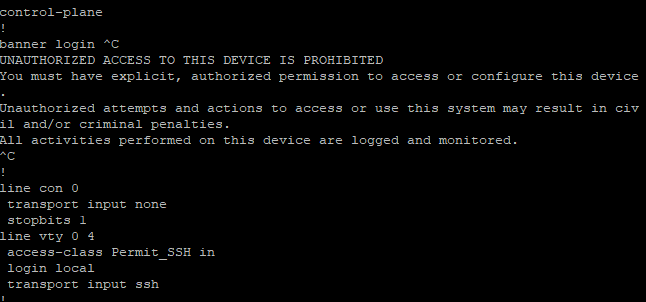 control-plane
!
banner login ^C
UNAUTHORIZED ACCESS TO THIS DEVICE IS PROHIBITED
You must have explicit, authorized permission to access or configure this device
.
Unauthorized attempts and actions to access or use this system may result in civ
il and/or criminal penalties.
All activities performed on this device are logged and monitored.
^C
!
line con 0
 transport input none
 stopbits 1
line vty 0 4
 access-class Permit_SSH in
 login local
 transport input ssh
!